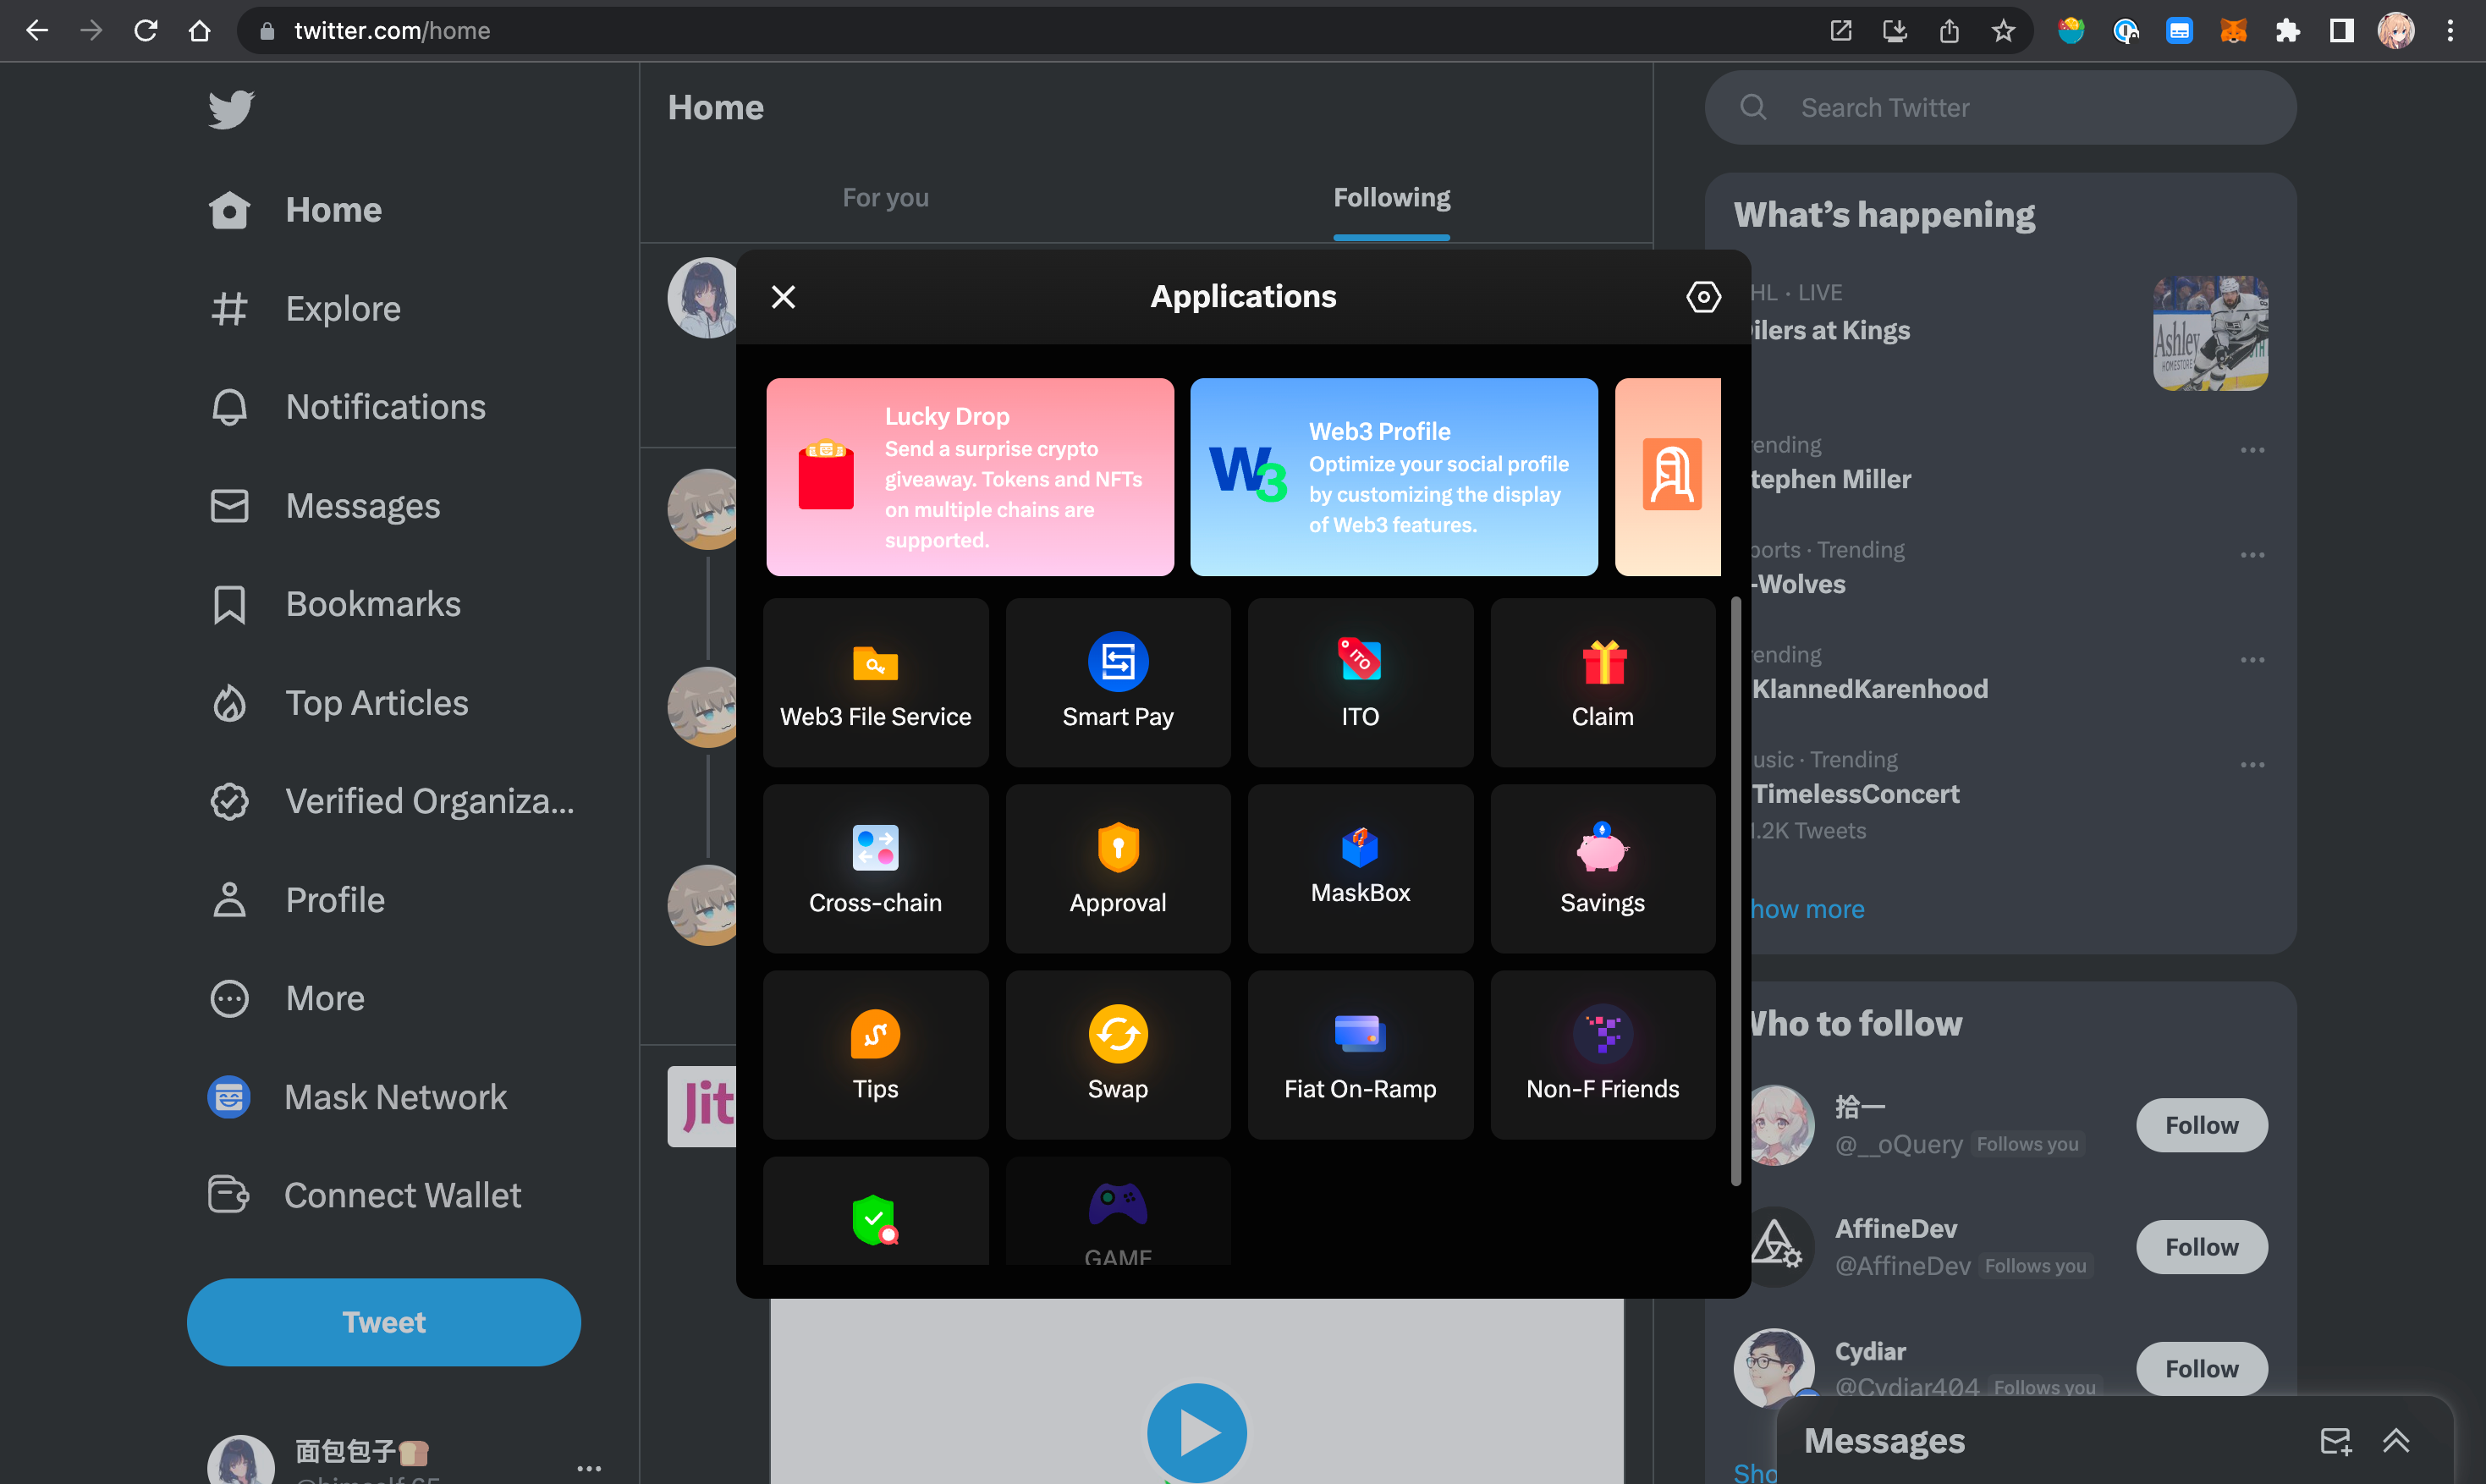 twitter.com/home
Home
Explore
Notifications
Messages
Bookmarks
Top Articles
Verified Organiza...
Profile
More
Mask Network
Connect Wallet
Tweet
面包包子
Home
For you
Following
Applications
Lucky Drop
Send a surprise crypto
giveaway. Tokens and NFTs
on multiple chains are
supported.
Web3 Profile
Optimize your social profile
by customizing the display
of Web3 features.
W3
Web3 File Service
Smart Pay
ITO
ITO
Claim
Cross-chain
Approval
MaskBox
Savings
Tips
Swap
Fiat On-Ramp
Non-F Friends
GAME
Jit
Search Twitter
What's happening
HL · LIVE
ilers at Kings
Ashley
HOMESTORE
ending
tephen Miller
orts · Trending
-Wolves
ending
KlannedKarenhood
usic · Trending
TimelessConcert
.2K Tweets
how more
Who to follow
拾一
@__oQuery Follows you
Follow
AffineDev
@AffineDev Follows you
Follow
Cydiar
@Cydiar404 Follows you
Follow
Sho
Messages